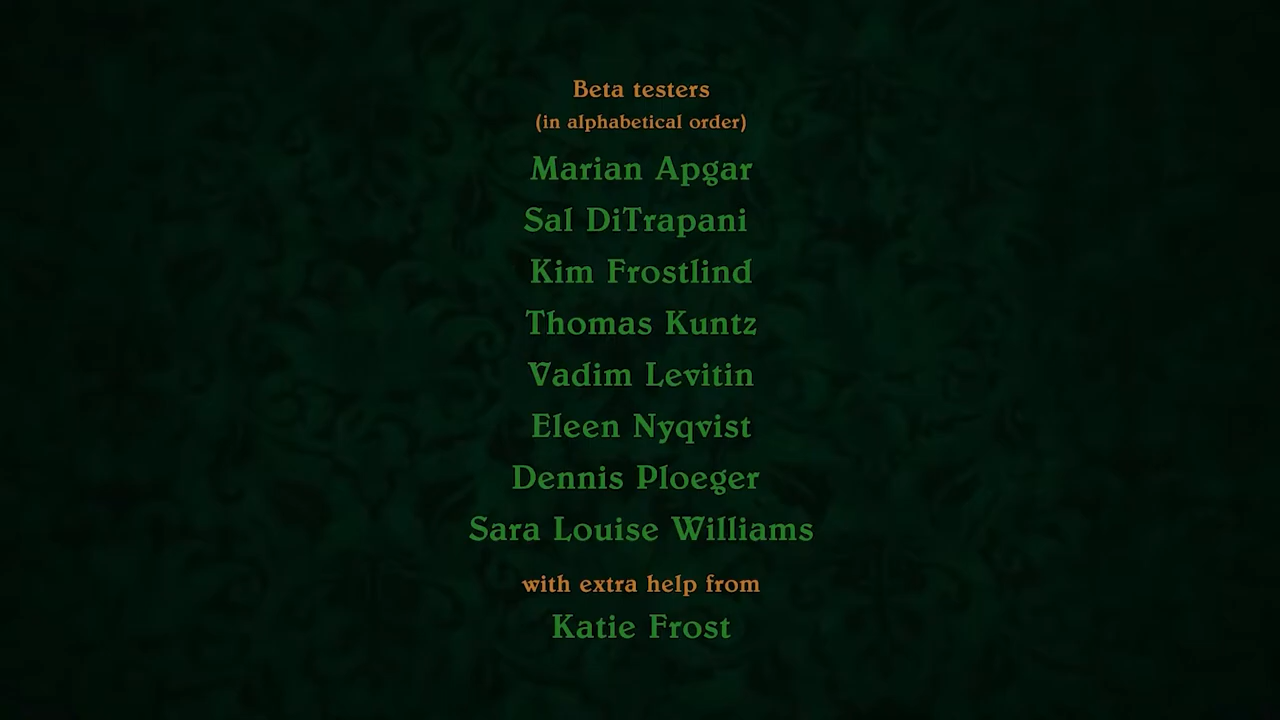 Beta testers
(in alphabetical order)
Marian Apgar
Sal DiTrapani
Kim Frostlind
Thomas Kuntz
Vadim Levitin
Eleen Nyqvist
Dennis Ploeger
Sara Louise Williams
with extra help from
Katie Frost